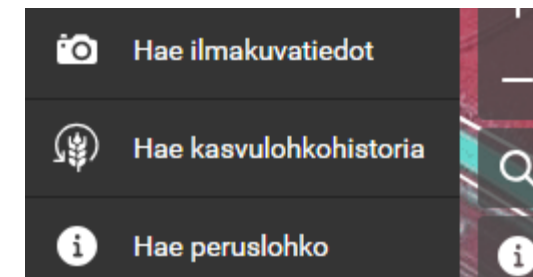 Hae ilmakuvatiedot
Hae kasvulohkohistoria
Hae peruslohko